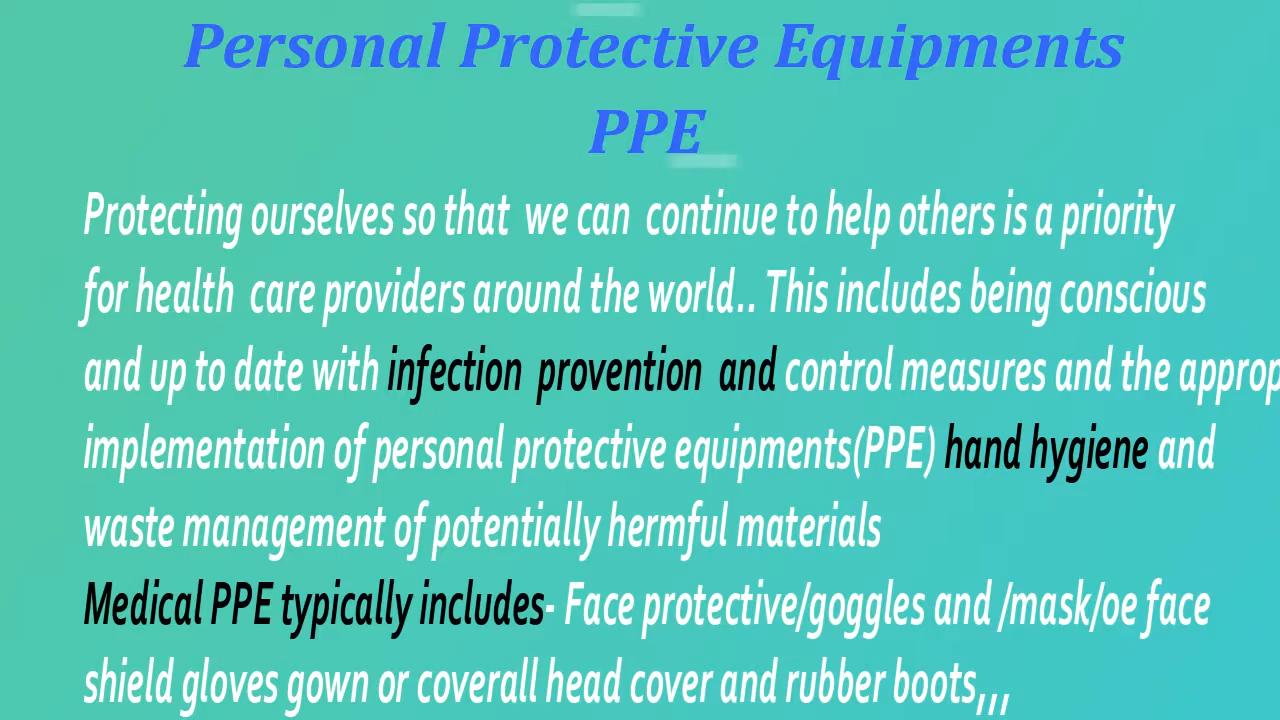 Personal Protective Equipments
PPE
Protecting ourselves so that we can continue to help others is a priority
for health care providers around the world.. This includes being conscious
and up to date with infection provention and control measures and the approp
implementation of personal protective equipments(PPE) hand hygiene and
waste management of potentially hermful materials
Medical PPE typically includes- Face protective/goggles and /mask/oe face
shield gloves gown or coverall head cover and rubber boots,,,